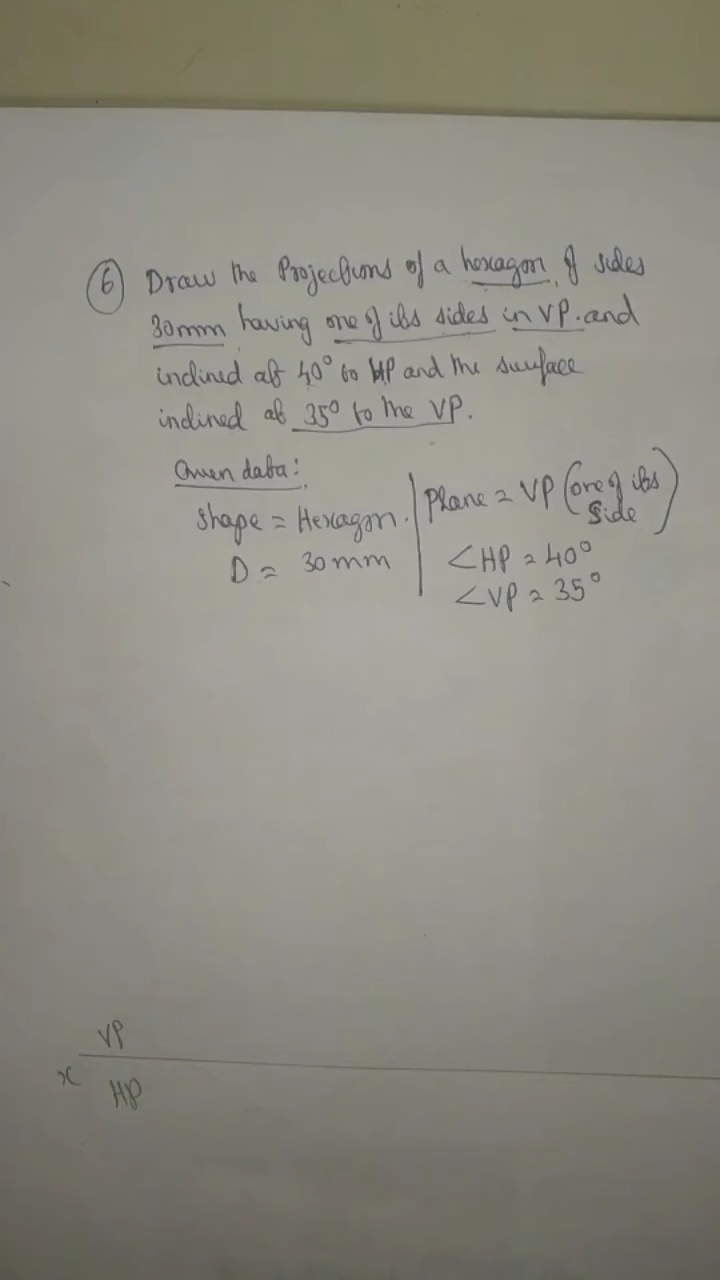 6 Draw the Projections of a hexagon of sides
30mm having one of its sides in VP. and
inclined at 40° to HP and the surface
inclined at 35° to the VP.
Given data:
Shape = Hexagon.
D = 30mm
Plane = VP (one of its
Side)
∠HP = 40°
∠VP = 35°
VP
x
HP